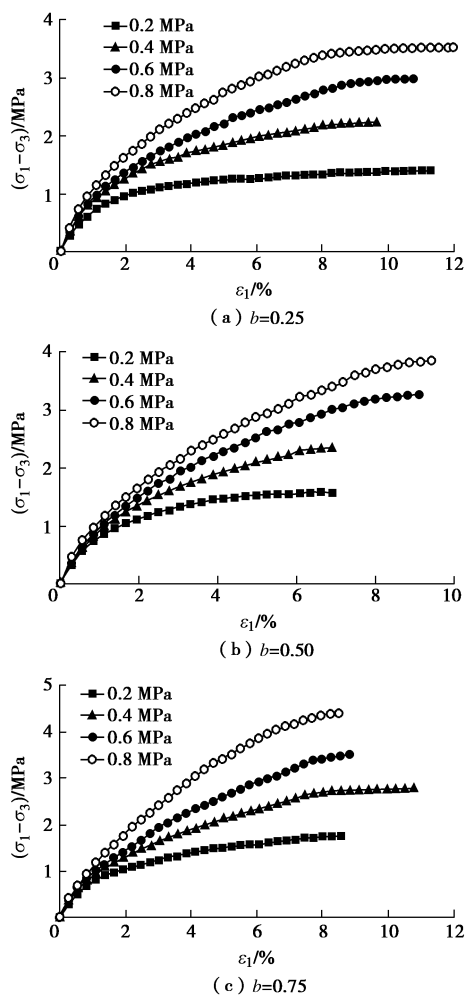 4
3
2
1
0
0.2 MPa
0.4 MPa
0.6 MPa
0.8 MPa
(σ₁−σ₃)/MPa
2 4 6 8 10 12
ε₁/%
(a) b=0.25
4
3
2
1
0
0.2 MPa
0.4 MPa
0.6 MPa
0.8 MPa
(σ₁−σ₃)/MPa
2 4 6 8 10
ε₁/%
(b) b=0.50
5
4
3
2
1
0
0.2 MPa
0.4 MPa
0.6 MPa
0.8 MPa
(σ₁−σ₃)/MPa
2 4 6 8 10 12
ε₁/%
(c) b=0.75